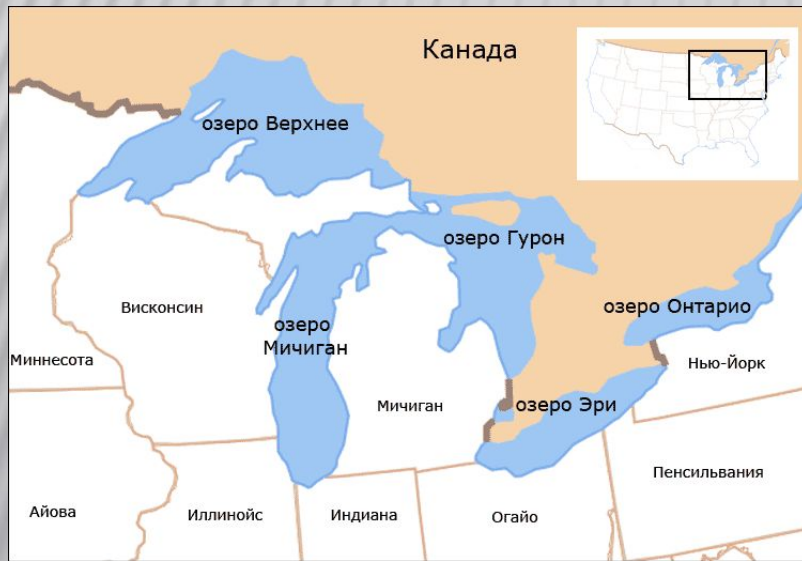 Канада
озеро Верхнее
озеро Гурон
Висконсин
озеро
Мичиган
озеро Онтарио
Миннесота
Нью-Йорк
Мичиган
озеро Эри
Пенсильвания
Айова
Иллинойс
Индиана
Огайо